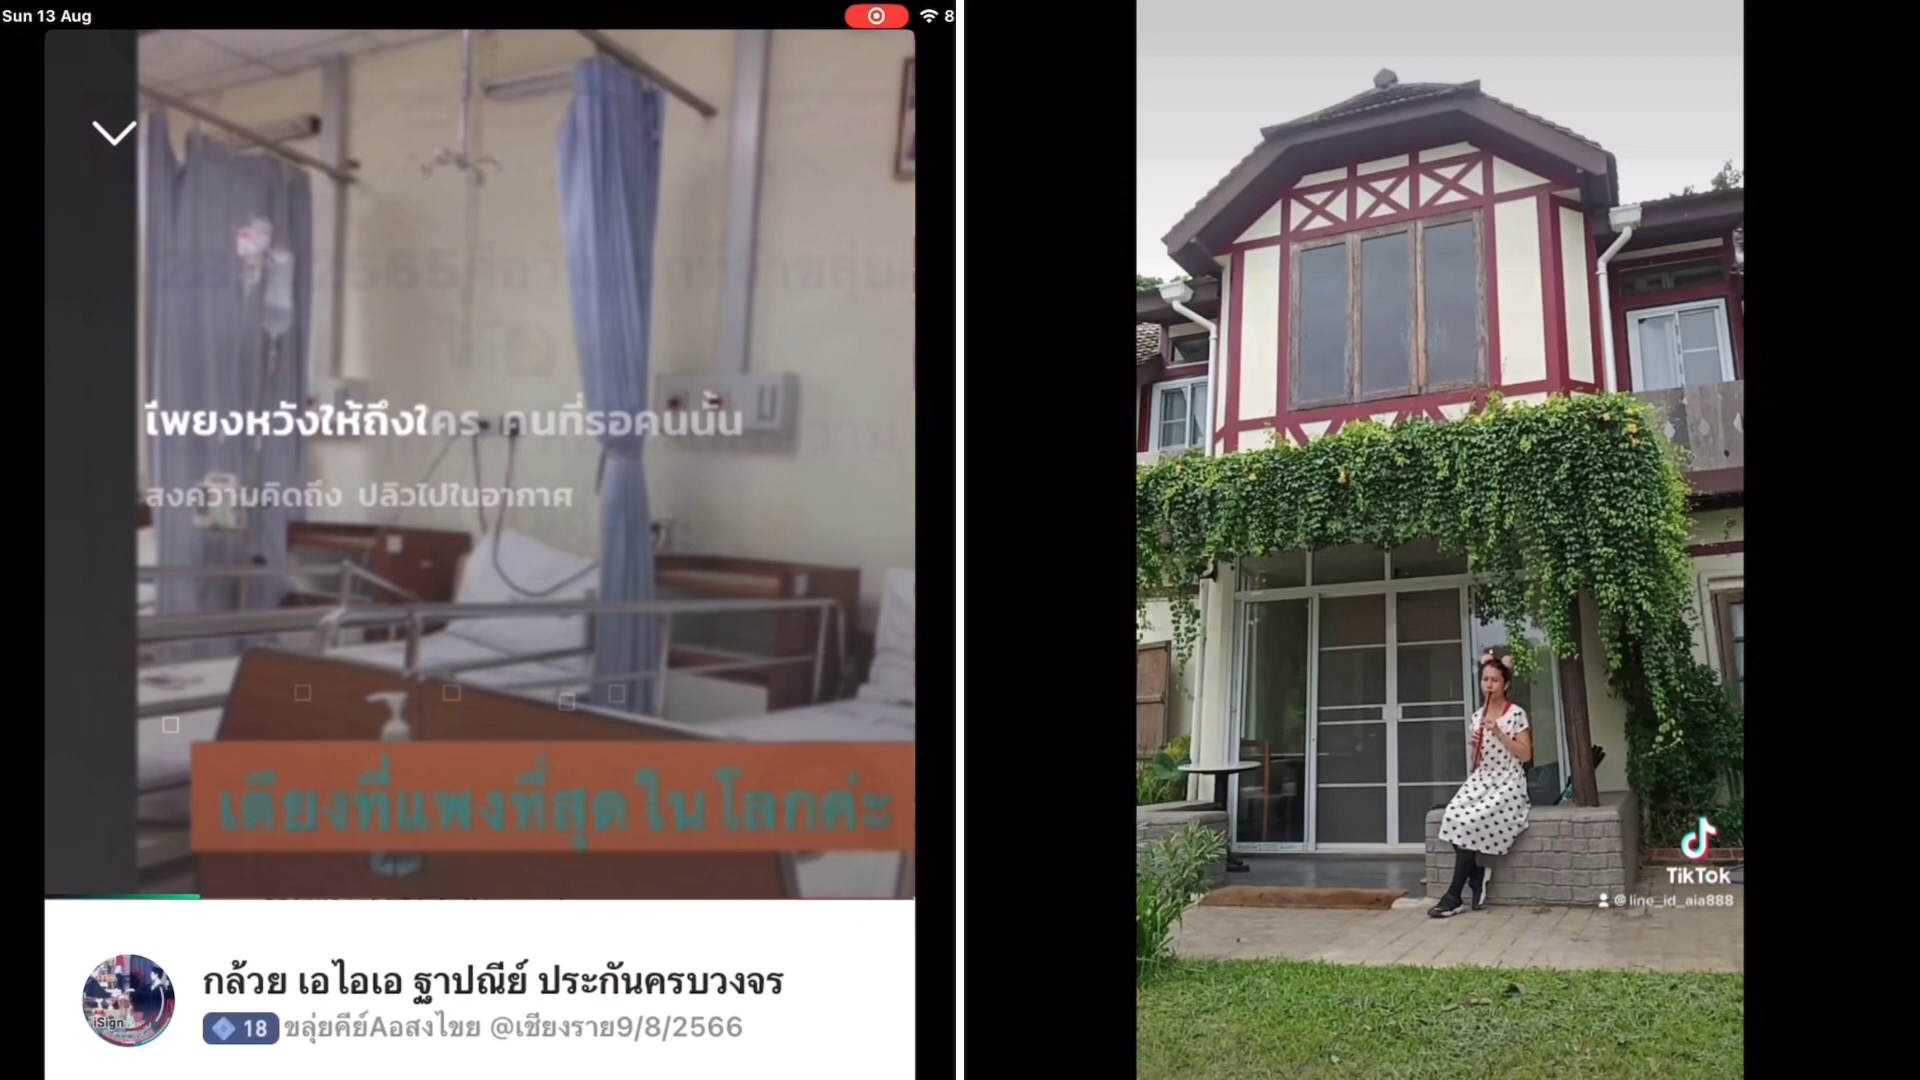 Sun 13 Aug
8
เพียงหวังให้ถึงใคร คนที่รอคนนั้น
สงความคิดถึง ปลิวไปในอากาศ
เตียงที่แพงที่สุดในโลกค่ะ
iSign
กล้วย เอไอเอ ฐาปณีย์ ประกันครบวงจร
18 ขลุ่ยคีย์Aอสงไขย @เชียงราย9/8/2566
TikTok
@line_id_aia888